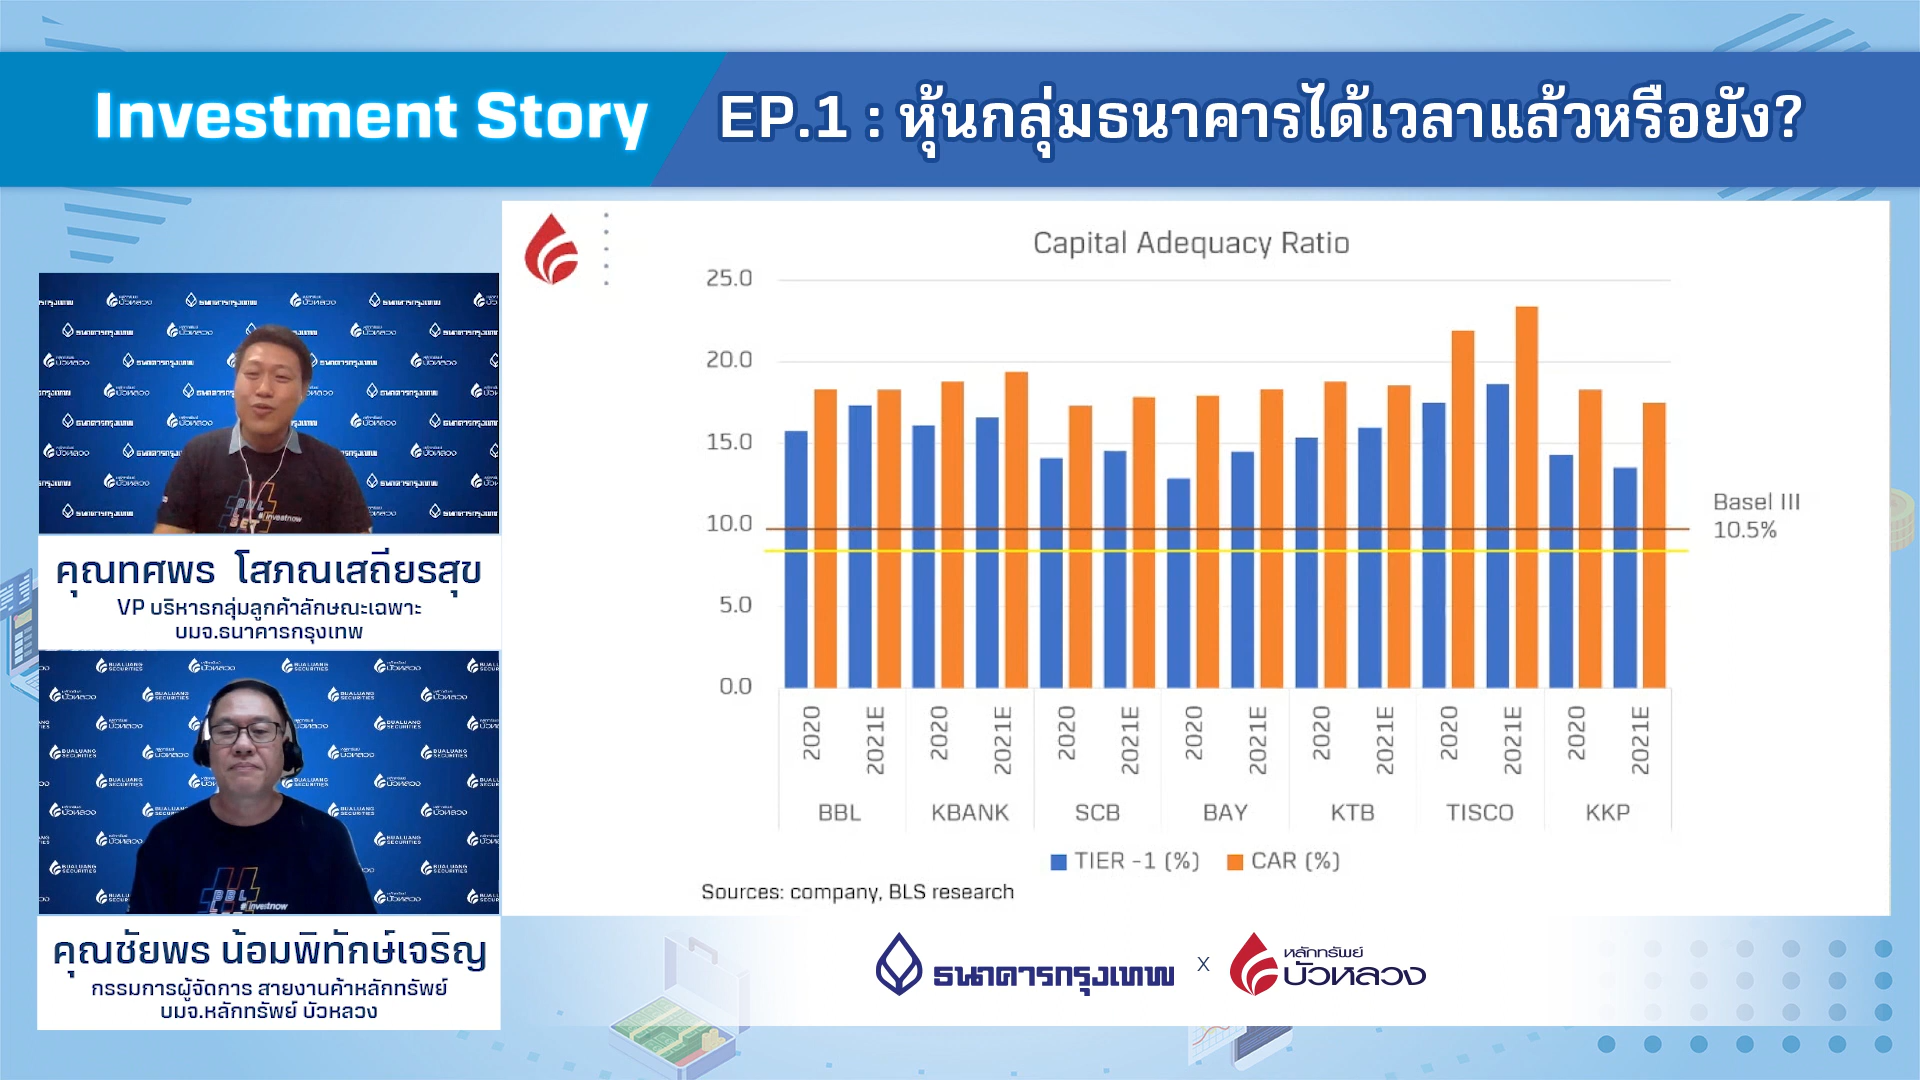 Investment Story
EP.1 : หุ้นกลุ่มธนาคารได้เวลาแล้วหรือยัง?
คุณทศพร โสภณเสถียรสุข
VP บริหารกลุ่มลูกค้าลักษณะเฉพาะ
บมจ.ธนาคารกรุงเทพ
คุณชัยพร น้อมพิทักษ์เจริญ
กรรมการผู้จัดการ สายงานค้าหลักทรัพย์
บมจ.หลักทรัพย์ บัวหลวง
Capital Adequacy Ratio
25.0
20.0
15.0
10.0
5.0
0.0
Basel III
10.5%
2020 2021E 2020 2021E 2020 2021E 2020 2021E 2020 2021E 2020 2021E 2020 2021E
BBL KBANK SCB BAY KTB TISCO KKP
TIER -1 (%) CAR (%)
Sources: company, BLS research
ธนาคารกรุงเทพ x หลักทรัพย์
บัวหลวง